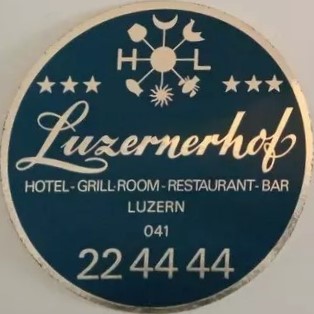 H L
Luzernerhof
HOTEL-GRILL-ROOM-RESTAURANT-BAR
LUZERN
041
22 44 44